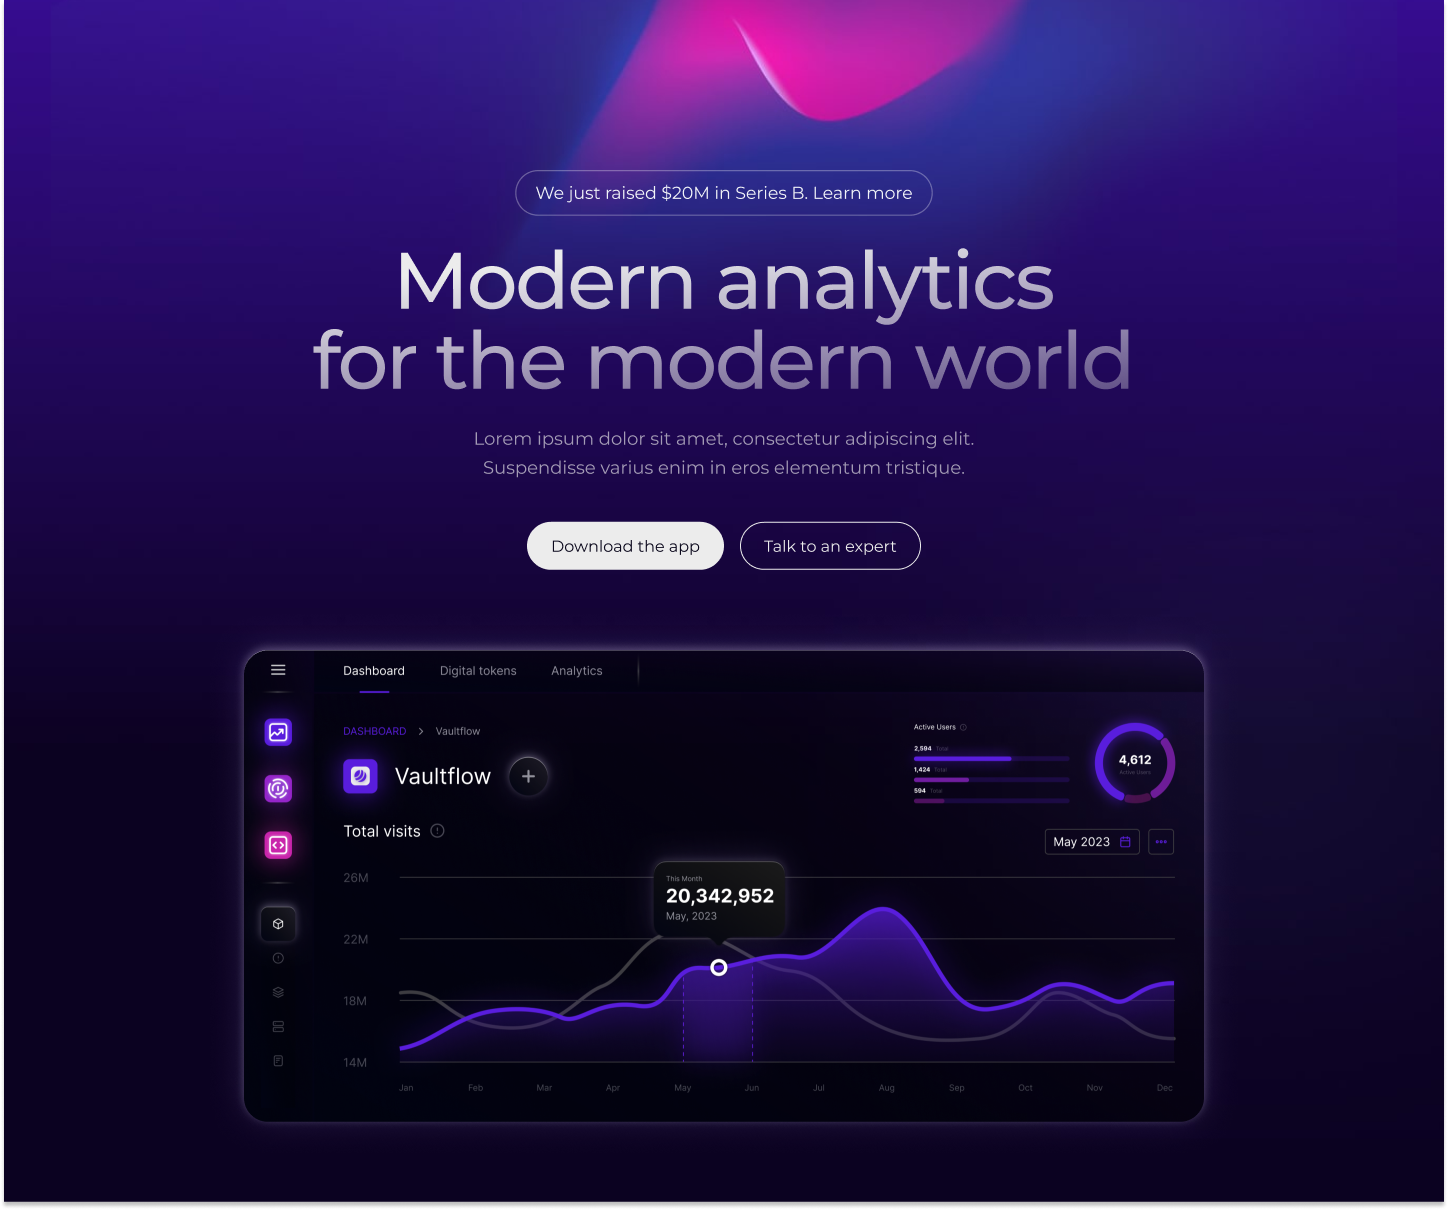 We just raised $20M in Series B. Learn more
Modern analytics
for the modern world
Lorem ipsum dolor sit amet, consectetur adipiscing elit.
Suspendisse varius enim in eros elementum tristique.
Download the app
Talk to an expert
Dashboard
Digital tokens
Analytics
DASHBOARD
Vaultflow
Vaultflow
Active Users
2,594 Total
1,424 Total
594 Total
4,612
Active Users
Total visits
May 2023
This Month
20,342,952
May, 2023
26M
22M
18M
14M
Jan
Feb
Mar
Apr
May
Jun
Jul
Aug
Sep
Oct
Nov
Dec